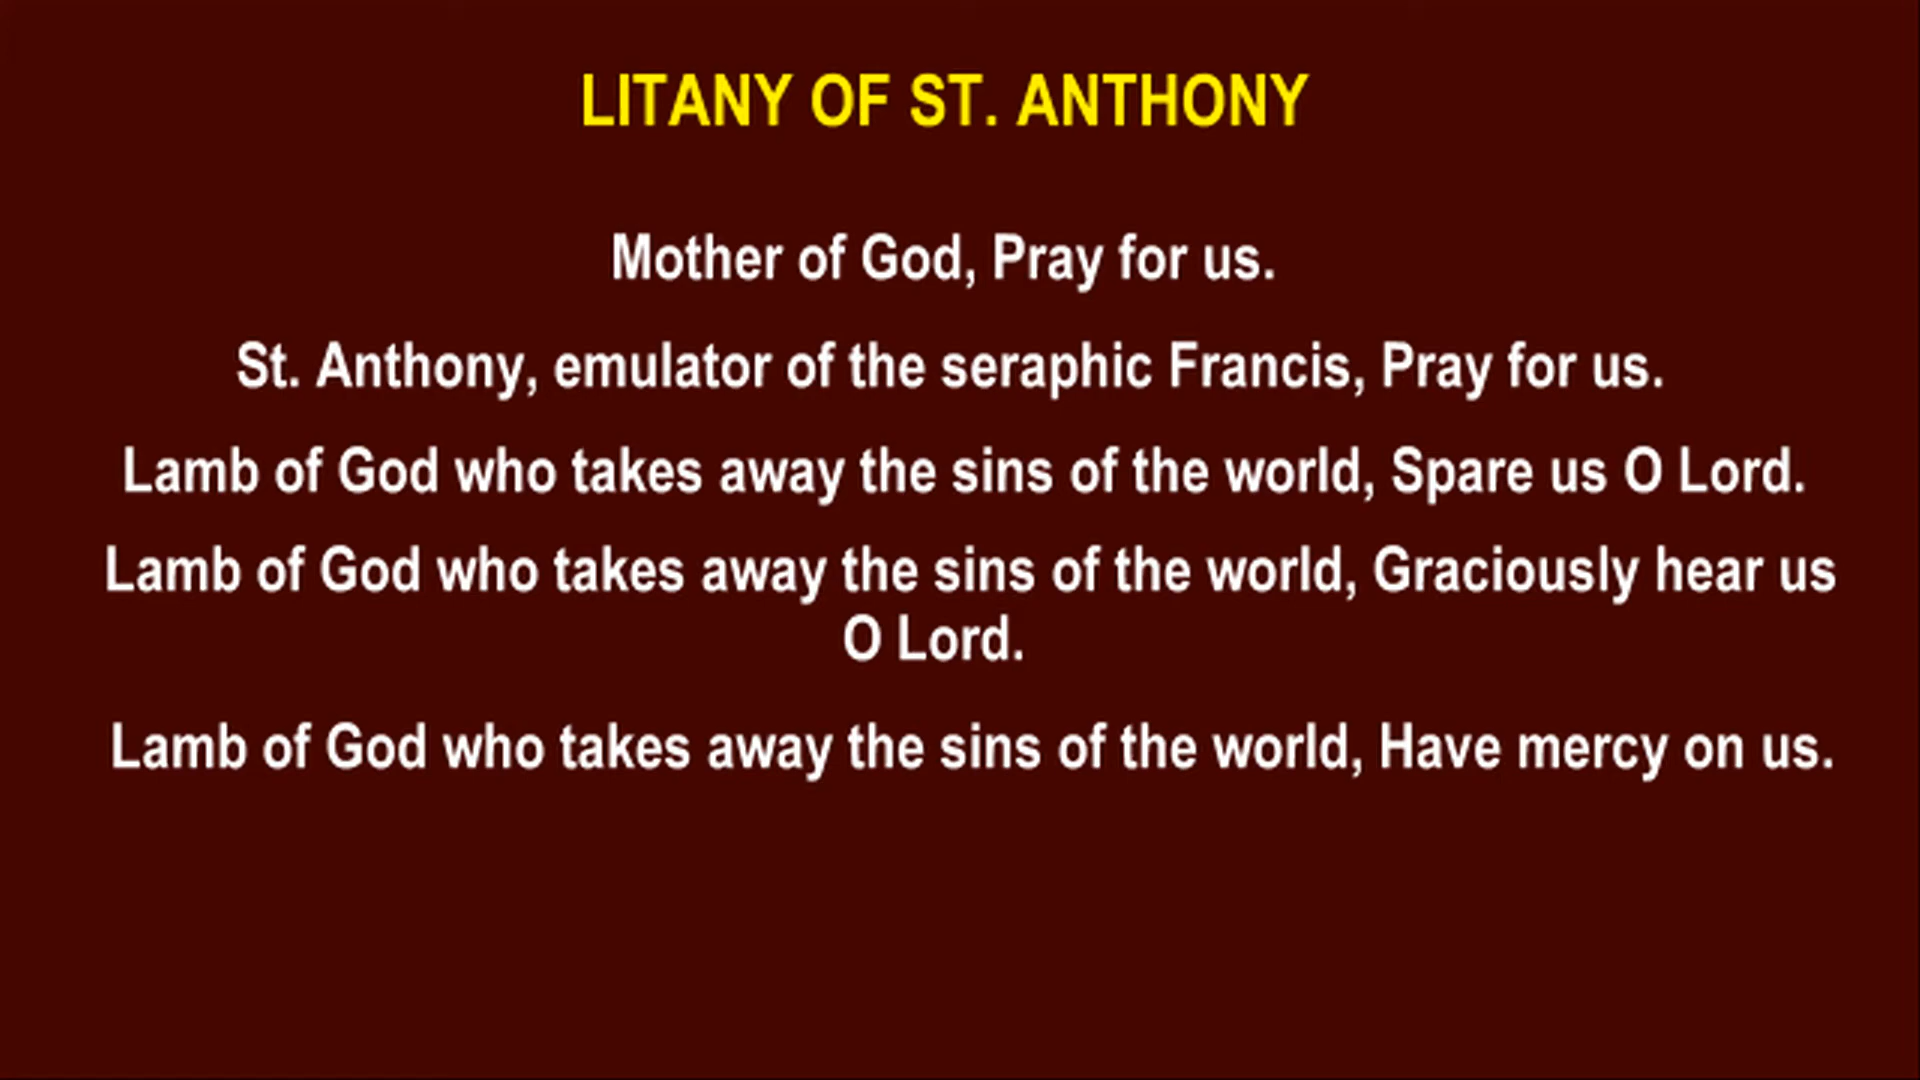 LITANY OF ST. ANTHONY
Mother of God, Pray for us.
St. Anthony, emulator of the seraphic Francis, Pray for us.
Lamb of God who takes away the sins of the world, Spare us O Lord.
Lamb of God who takes away the sins of the world, Graciously hear us
O Lord.
Lamb of God who takes away the sins of the world, Have mercy on us.